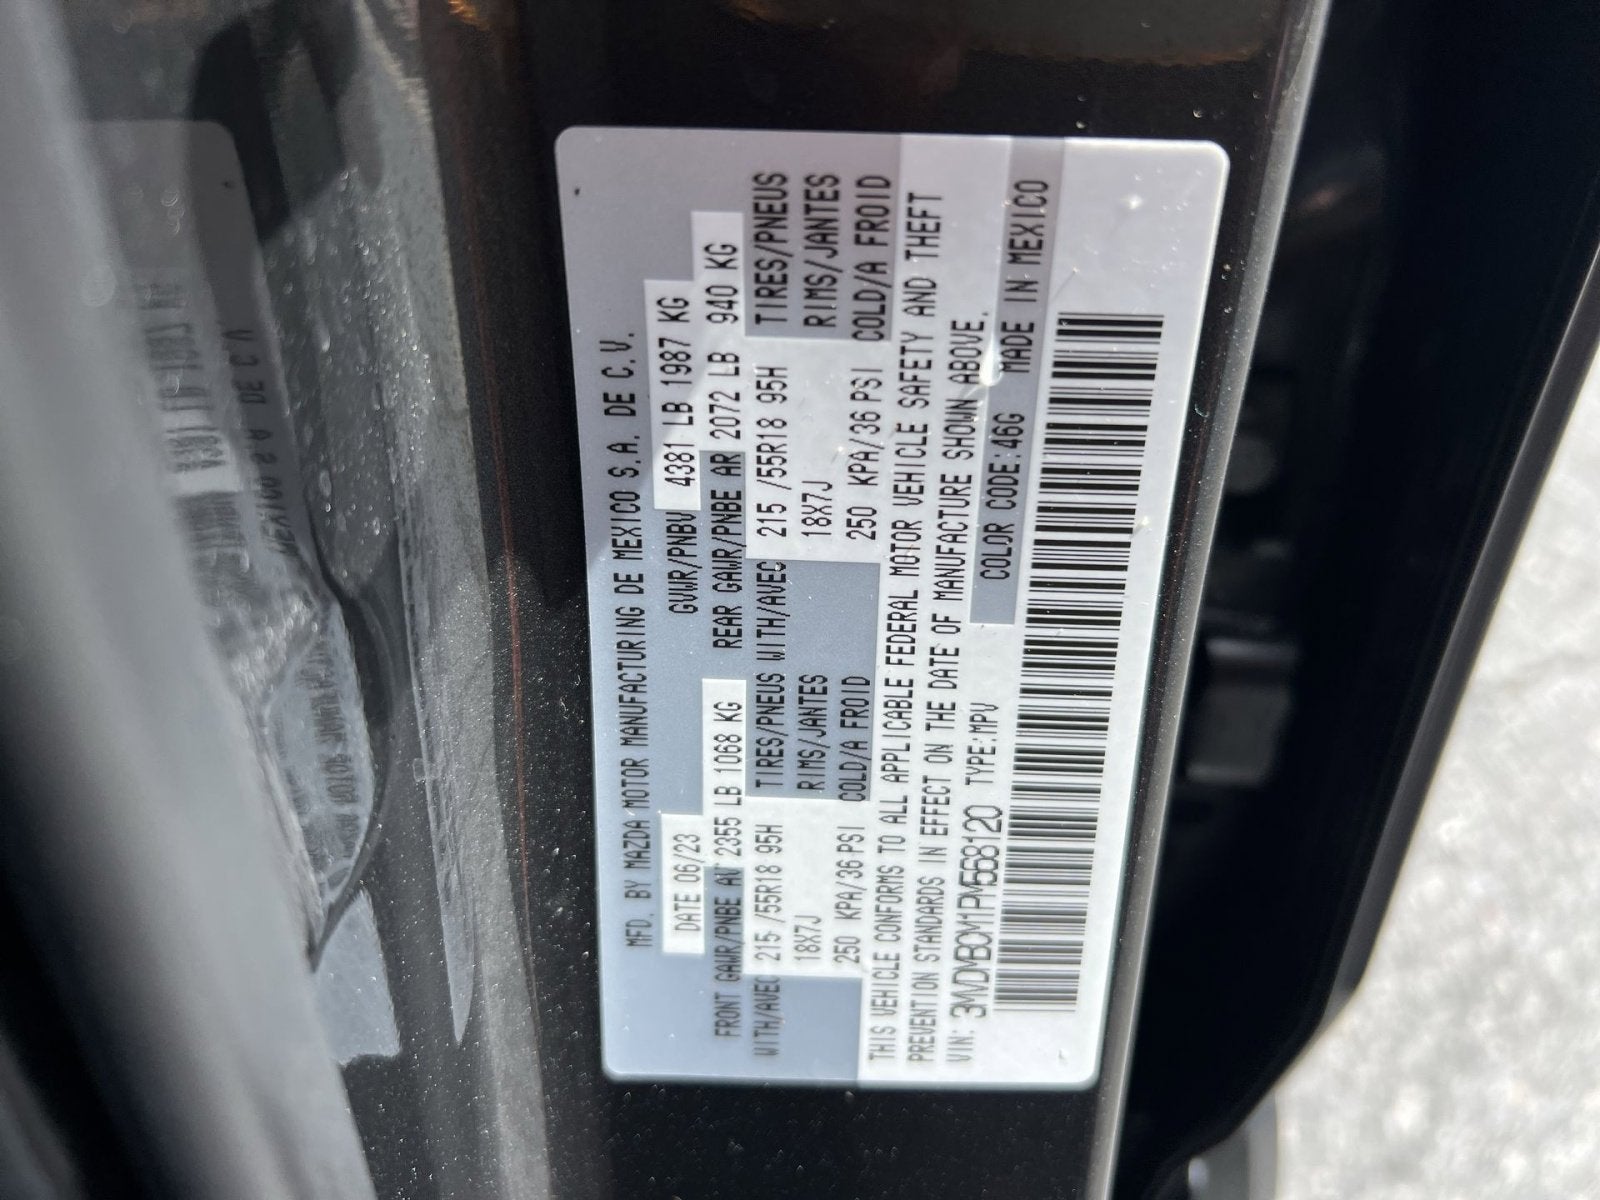 MFD. BY MAZDA MOTOR MANUFACTURING DE MEXICO S.A. DE C.V.
DATE 06/23 GVWR/PNBV 4381 LB 1987 KG
FRONT GAWR/PNBE AV 2355 LB 1068 KG REAR GAWR/PNBE AR 2072 LB 940 KG
WITH/AVEC 215 /55R18 95H TIRES/PNEUS WITH/AVEC 215 /55R18 95H TIRES/PNEUS
18X7J RIMS/JANTES 18X7J RIMS/JANTES
250 KPA/36 PSI COLD/A FROID 250 KPA/36 PSI COLD/A FROID
THIS VEHICLE CONFORMS TO ALL APPLICABLE FEDERAL MOTOR VEHICLE SAFETY AND THEFT
PREVENTION STANDARDS IN EFFECT ON THE DATE OF MANUFACTURE SHOWN ABOVE.
VIN: 3MVDMBCM1PM568120 TYPE:MPV COLOR CODE:46G MADE IN MEXICO